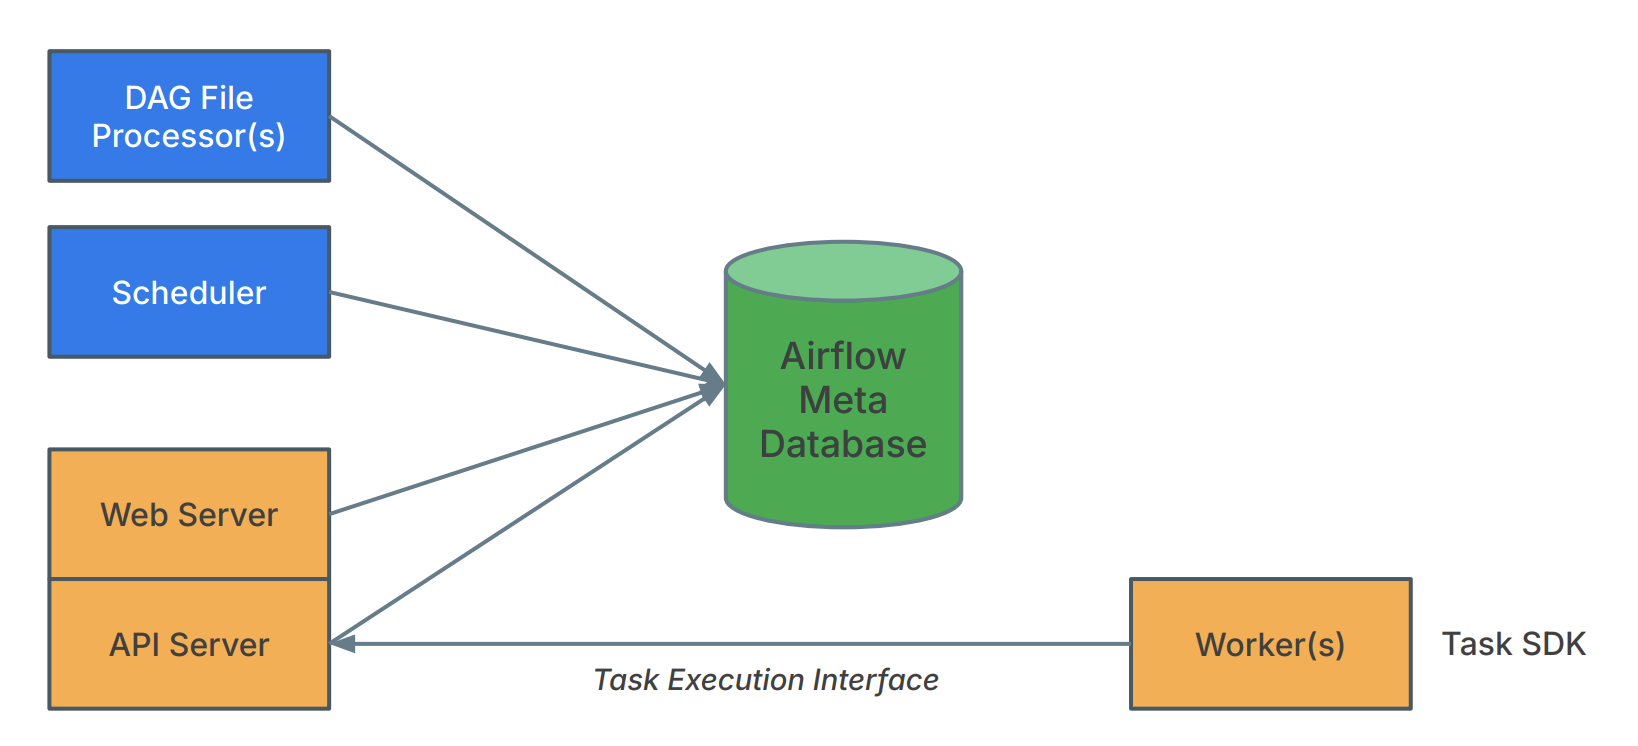 DAG File
Processor(s)
Scheduler
Airflow
Meta
Database
Web Server
API Server
Worker(s)
Task SDK
Task Execution Interface